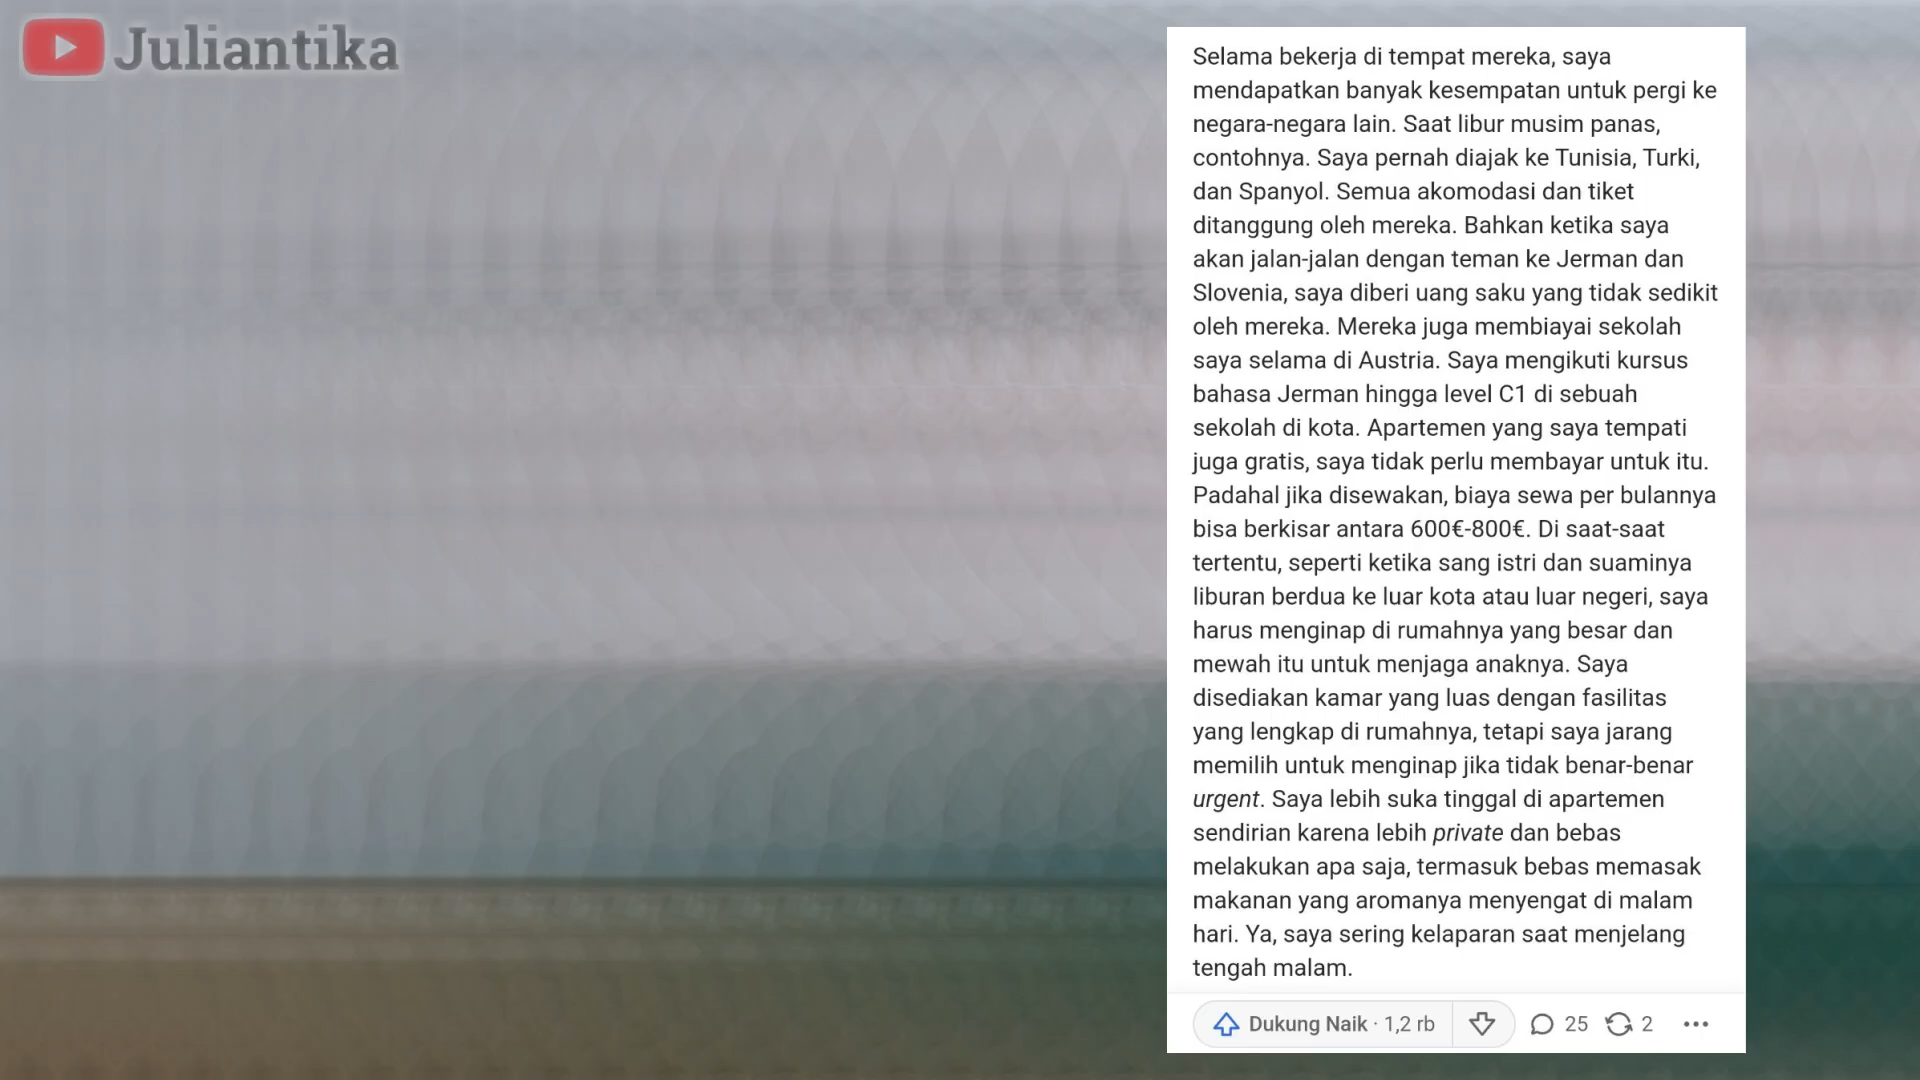 Juliantika
Selama bekerja di tempat mereka, saya
mendapatkan banyak kesempatan untuk pergi ke
negara-negara lain. Saat libur musim panas,
contohnya. Saya pernah diajak ke Tunisia, Turki,
dan Spanyol. Semua akomodasi dan tiket
ditanggung oleh mereka. Bahkan ketika saya
akan jalan-jalan dengan teman ke Jerman dan
Slovenia, saya diberi uang saku yang tidak sedikit
oleh mereka. Mereka juga membiayai sekolah
saya selama di Austria. Saya mengikuti kursus
bahasa Jerman hingga level C1 di sebuah
sekolah di kota. Apartemen yang saya tempati
juga gratis, saya tidak perlu membayar untuk itu.
Padahal jika disewakan, biaya sewa per bulannya
bisa berkisar antara 600€-800€. Di saat-saat
tertentu, seperti ketika sang istri dan suaminya
liburan berdua ke luar kota atau luar negeri, saya
harus menginap di rumahnya yang besar dan
mewah itu untuk menjaga anaknya. Saya
disediakan kamar yang luas dengan fasilitas
yang lengkap di rumahnya, tetapi saya jarang
memilih untuk menginap jika tidak benar-benar
urgent. Saya lebih suka tinggal di apartemen
sendirian karena lebih private dan bebas
melakukan apa saja, termasuk bebas memasak
makanan yang aromanya menyengat di malam
hari. Ya, saya sering kelaparan saat menjelang
tengah malam.
Dukung Naik · 1,2 rb 25 2